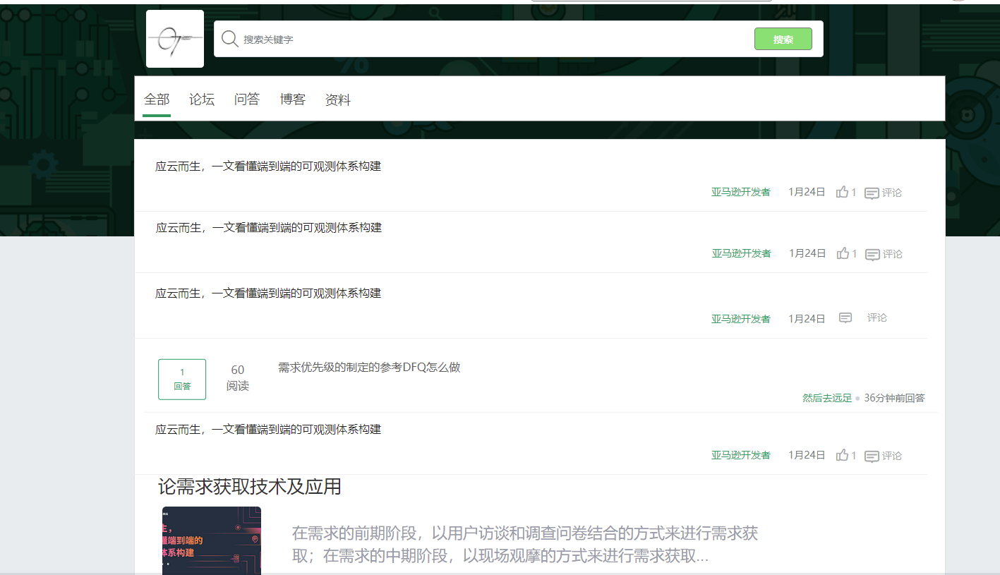 搜索关键字
搜索
全部 论坛 问答 博客 资料
应云而生，一文看懂端到端的可观测体系构建
亚马逊开发者 1月24日 1 评论
应云而生，一文看懂端到端的可观测体系构建
亚马逊开发者 1月24日 1 评论
应云而生，一文看懂端到端的可观测体系构建
亚马逊开发者 1月24日 评论
1
回答
60
阅读
需求优先级的制定的参考DFQ怎么做
然后去远足 36分钟前回答
应云而生，一文看懂端到端的可观测体系构建
亚马逊开发者 1月24日 1 评论
论需求获取技术及应用
生，
懂端到端的
体系构建
在需求的前期阶段，以用户访谈和调查问卷结合的方式来进行需求获
取；在需求的中期阶段，以现场观摩的方式来进行需求获取...